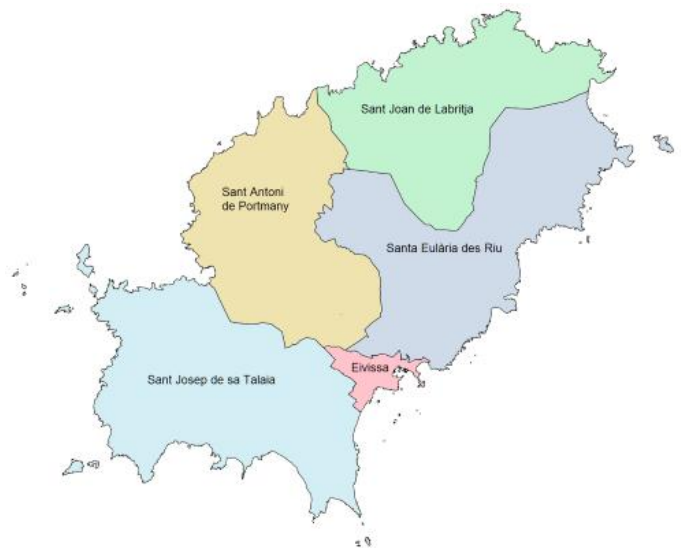 Sant Joan de Labritja
Sant Antoni
de Portmany
Santa Eulària des Riu
Eivissa
Sant Josep de sa Talaia